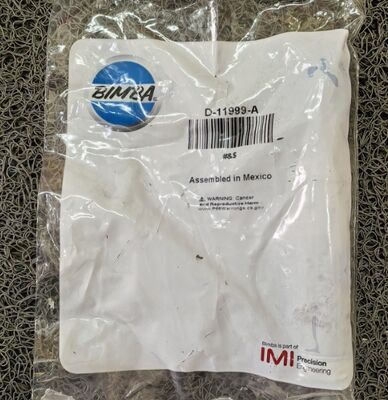 BIMBA
D-11999-A
Assembled in Mexico
⚠ WARNING: Cancer
and Reproductive Harm
www.P65Warnings.ca.gov
Bimba is part of
IMI Precision
Engineering